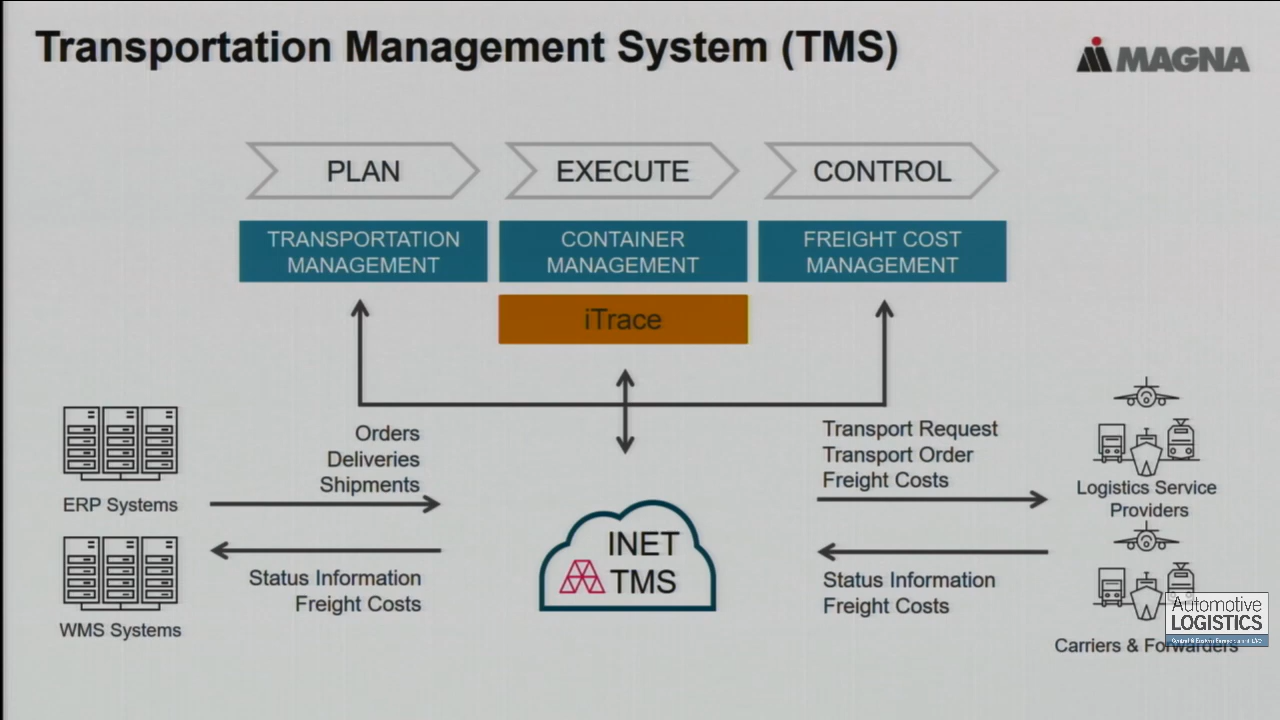 Transportation Management System (TMS)
MAGNA
PLAN
EXECUTE
CONTROL
TRANSPORTATION
MANAGEMENT
CONTAINER
MANAGEMENT
FREIGHT COST
MANAGEMENT
iTrace
Orders
Deliveries
Shipments
ERP Systems
Status Information
Freight Costs
WMS Systems
INET
TMS
Transport Request
Transport Order
Freight Costs
Logistics Service
Providers
Status Information
Freight Costs
Carriers & Forwarders
Automotive
LOGISTICS